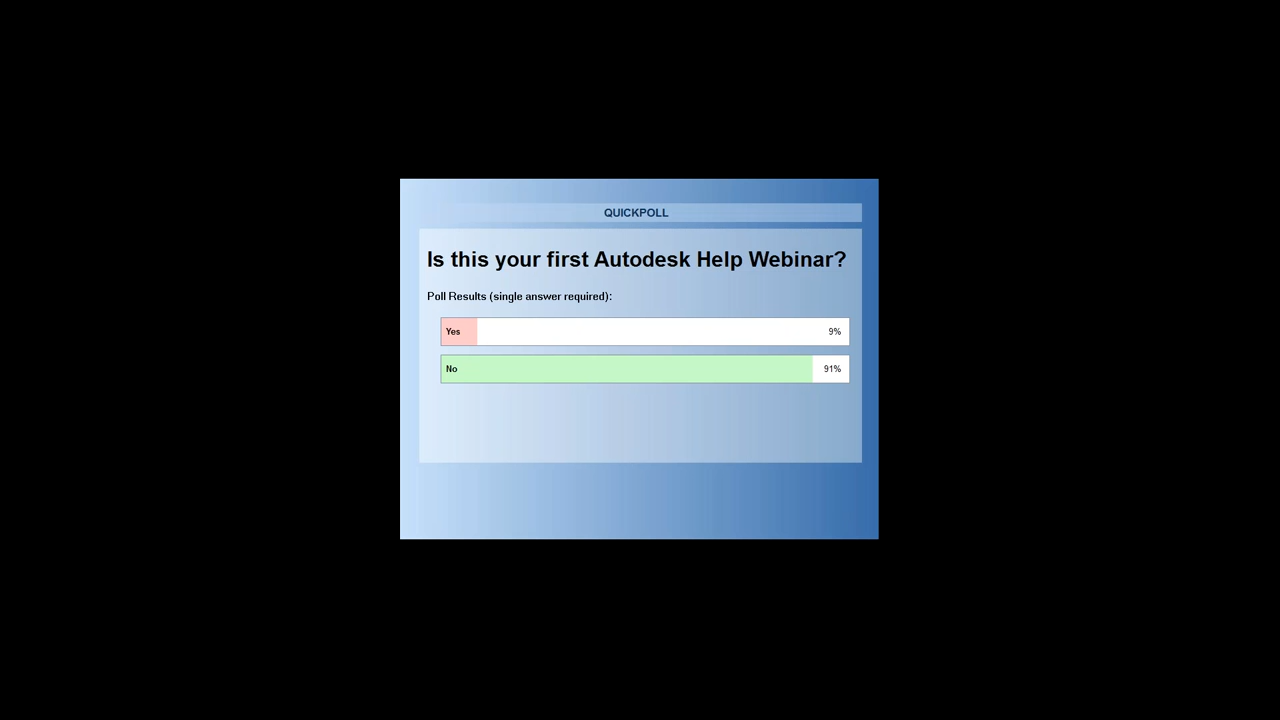 QUICKPOLL
Is this your first Autodesk Help Webinar?
Poll Results (single answer required):
Yes 9%
No 91%